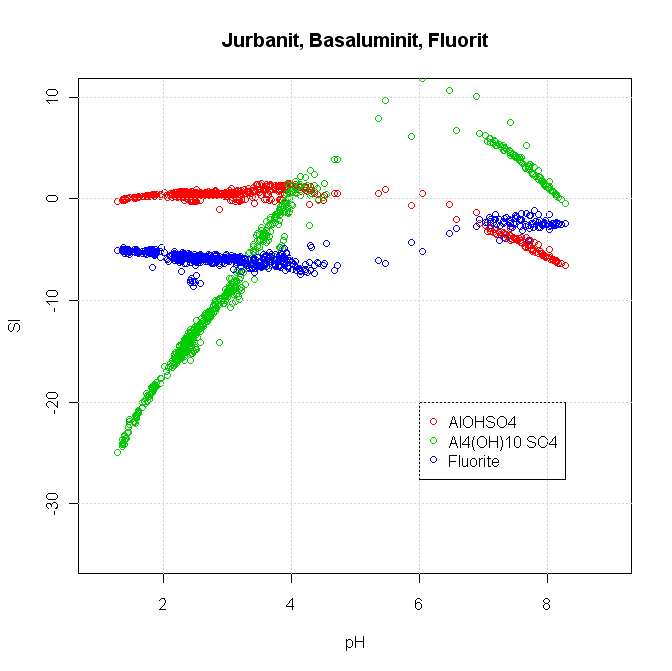 Jurbanit, Basaluminit, Fluorit
10
0
-10
-20
-30
SI
AlOHSO4
Al4(OH)10 SO4
Fluorite
2 4 6 8
pH